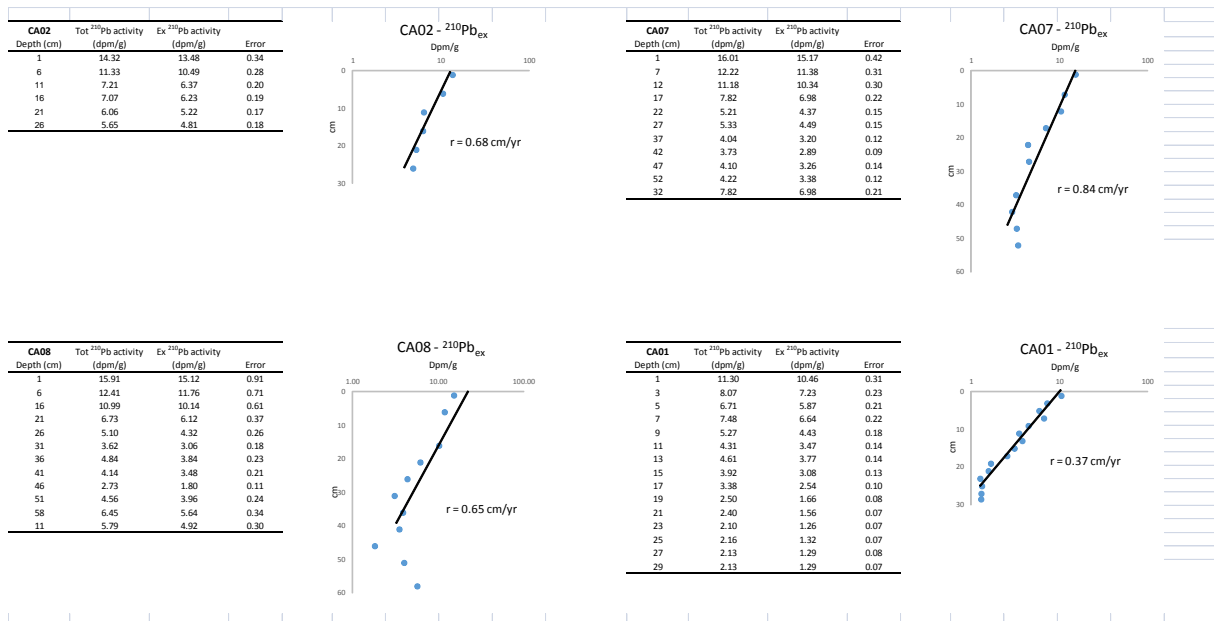 CA02 Tot ²¹⁰Pb activity Ex ²¹⁰Pb activity
Depth (cm) (dpm/g) (dpm/g) Error
1 14.32 13.48 0.34
6 11.33 10.49 0.28
11 7.21 6.37 0.20
16 7.07 6.23 0.19
21 6.06 5.22 0.17
26 5.65 4.81 0.18
CA02 - ²¹⁰Pbₑₓ
Dpm/g
1 10 100
0
10
20
30
cm
r = 0.68 cm/yr
CA07 Tot ²¹⁰Pb activity Ex ²¹⁰Pb activity
Depth (cm) (dpm/g) (dpm/g) Error
1 16.01 15.17 0.42
7 12.22 11.38 0.31
12 11.18 10.34 0.30
17 7.82 6.98 0.22
22 5.21 4.37 0.15
27 5.33 4.49 0.15
37 4.04 3.20 0.12
42 3.73 2.89 0.09
47 4.10 3.26 0.14
52 4.22 3.38 0.12
32 7.82 6.98 0.21
CA07 - ²¹⁰Pbₑₓ
Dpm/g
1 10 100
0
10
20
30
40
50
60
cm
r = 0.84 cm/yr
CA08 Tot ²¹⁰Pb activity Ex ²¹⁰Pb activity
Depth (cm) (dpm/g) (dpm/g) Error
1 15.91 15.12 0.91
6 12.41 11.76 0.71
16 10.99 10.14 0.61
21 6.73 6.12 0.37
26 5.10 4.32 0.26
31 3.62 3.06 0.18
36 4.84 3.84 0.23
41 4.14 3.48 0.21
46 2.73 1.80 0.11
51 4.56 3.96 0.24
58 6.45 5.64 0.34
11 5.79 4.92 0.30
CA08 - ²¹⁰Pbₑₓ
Dpm/g
1.00 10.00 100.00
0
20
30
40
60
cm
r = 0.65 cm/yr
CA01 Tot ²¹⁰Pb activity Ex ²¹⁰Pb activity
Depth (cm) (dpm/g) (dpm/g) Error
1 11.30 10.46 0.31
3 8.07 7.23 0.23
5 6.71 5.87 0.21
7 7.48 6.64 0.22
9 5.27 4.43 0.18
11 4.31 3.47 0.14
13 4.61 3.77 0.14
15 3.92 3.08 0.13
17 3.38 2.54 0.10
19 2.50 1.66 0.08
21 2.40 1.56 0.07
23 2.10 1.26 0.07
25 2.16 1.32 0.07
27 2.13 1.29 0.08
29 2.13 1.29 0.07
CA01 - ²¹⁰Pbₑₓ
Dpm/g
1 10 100
0
10
20
30
cm
r = 0.37 cm/yr